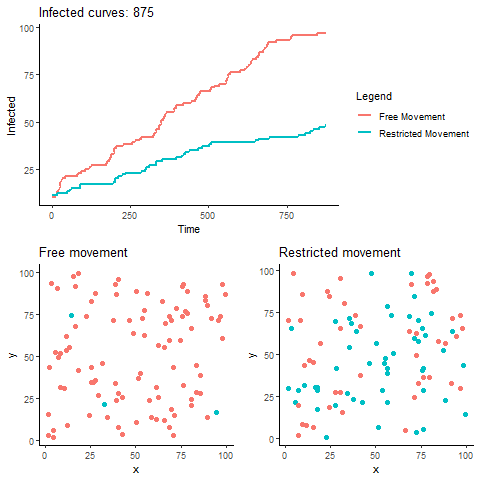 Infected curves: 875
100
75
50
25
Infected
0
250
500
750
Time
Legend
Free Movement
Restricted Movement
Free movement
100
75
50
25
0
y
0
25
50
75
100
x
Restricted movement
100
75
50
25
0
y
0
25
50
75
100
x